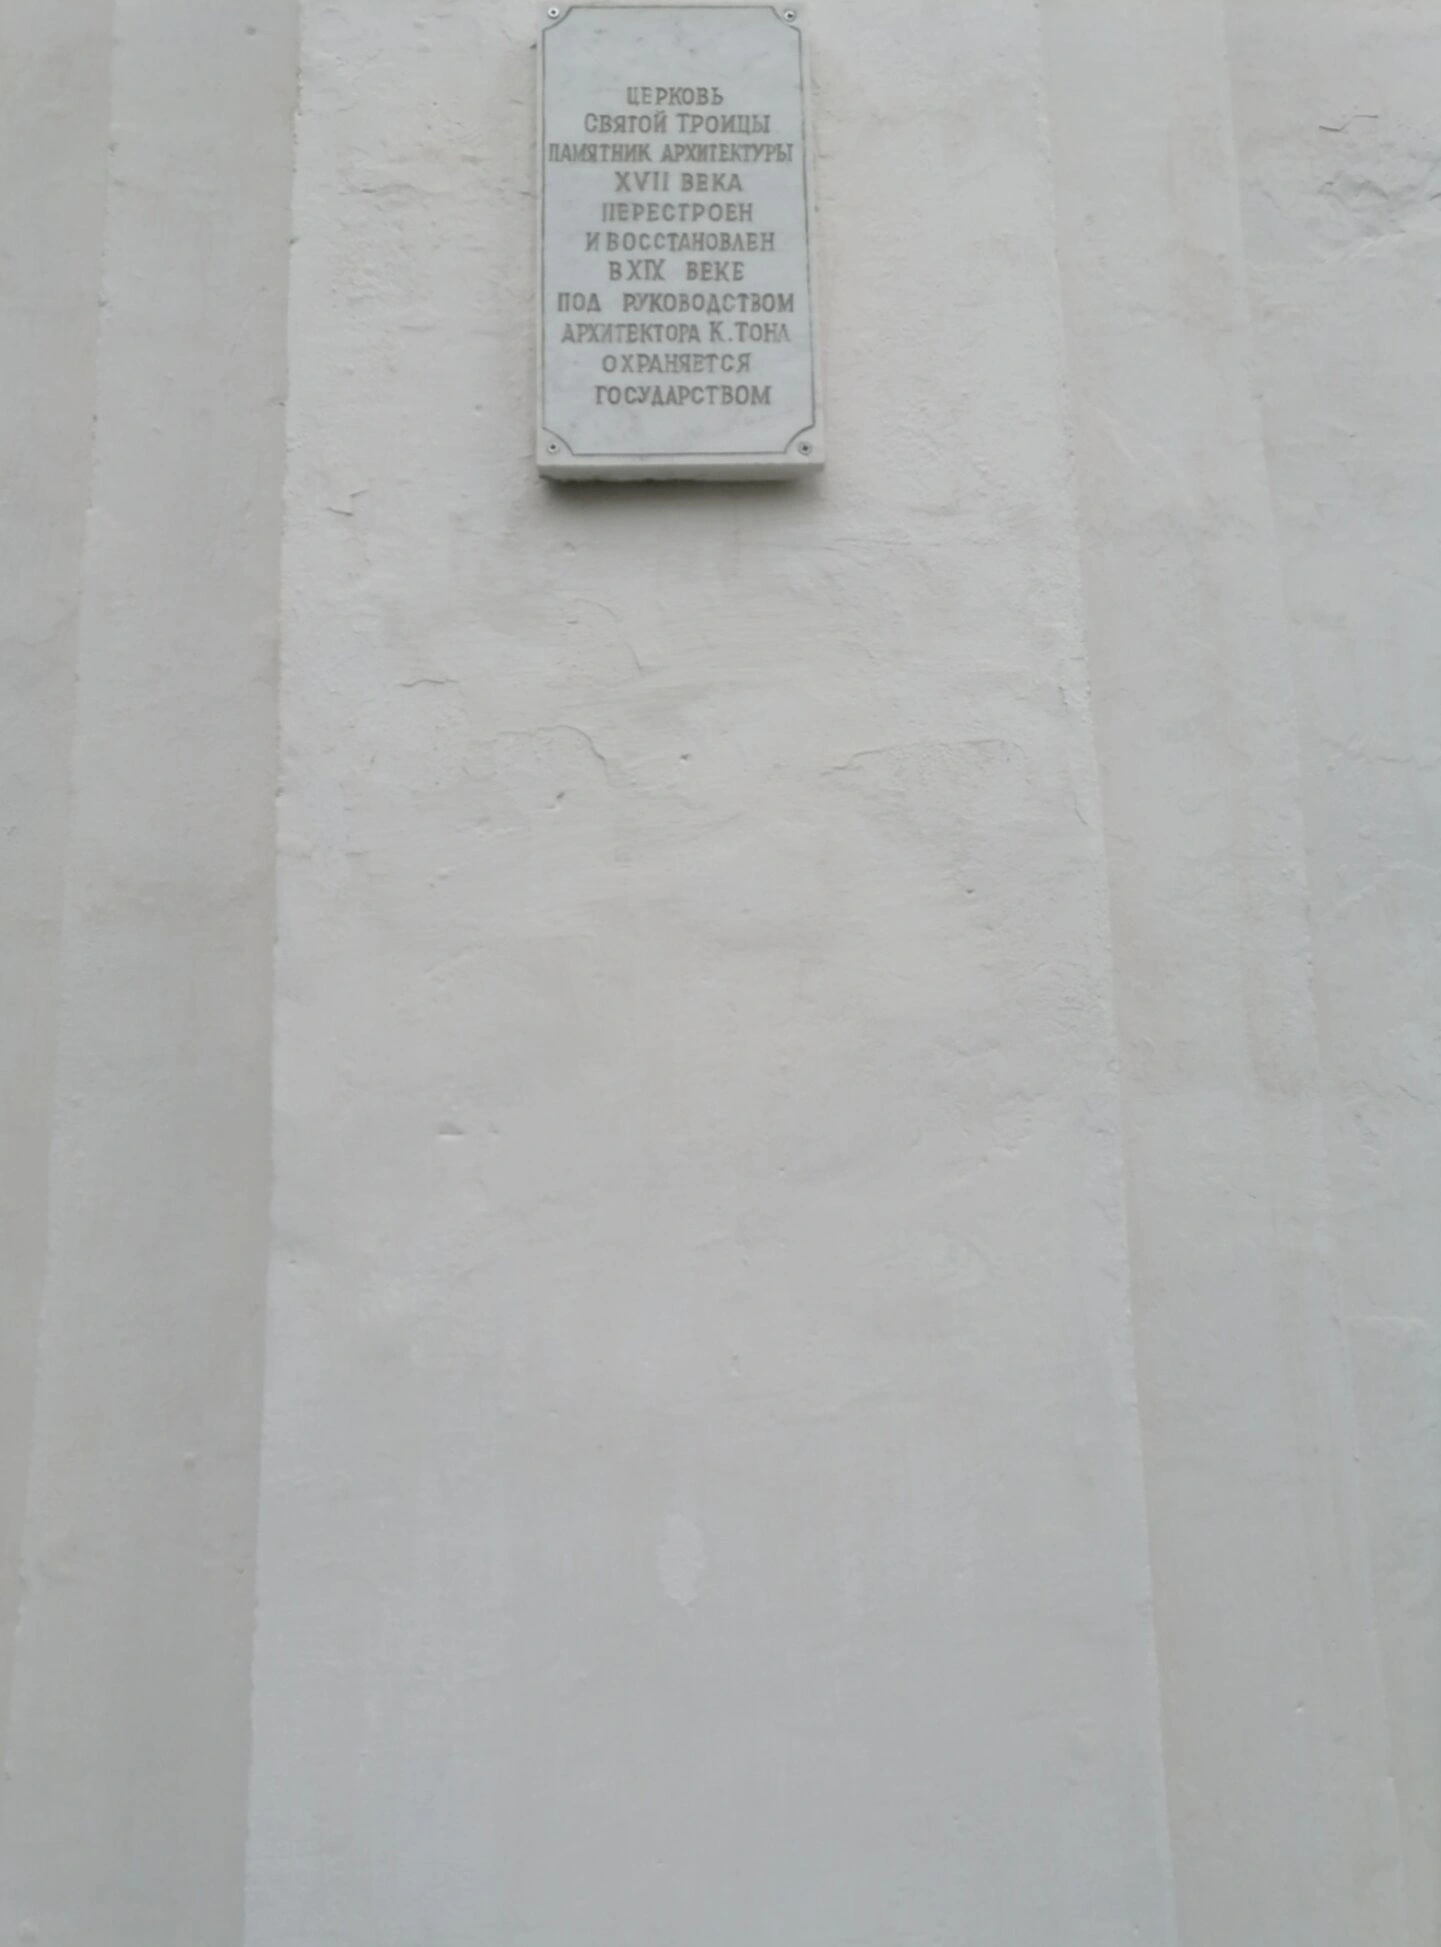 ЦЕРКОВЬ
СВЯТОЙ ТРОИЦЫ
ПАМЯТНИК АРХИТЕКТУРЫ
XVII ВЕКА
ПЕРЕСТРОЕН
И ВОССТАНОВЛЕН
В XIX ВЕКЕ
ПОД РУКОВОДСТВОМ
АРХИТЕКТОРА К. ТОНА
ОХРАНЯЕТСЯ
ГОСУДАРСТВОМ